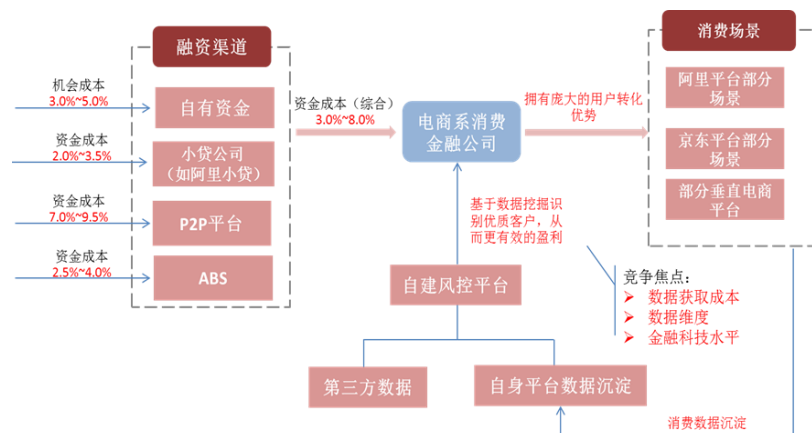 融资渠道
机会成本
3.0%~5.0%
自有资金
资金成本
2.0%~3.5%
小贷公司
（如阿里小贷）
资金成本
7.0%~9.5%
P2P平台
资金成本
2.5%~4.0%
ABS
资金成本（综合）
3.0%~8.0%
电商系消费
金融公司
拥有庞大的用户转化
优势
消费场景
阿里平台部分
场景
京东平台部分
场景
部分垂直电商
平台
基于数据挖掘识
别优质客户，从
而更有效的盈利
自建风控平台
竞争焦点：
数据获取成本
数据维度
金融科技水平
第三方数据
自身平台数据沉淀
消费数据沉淀